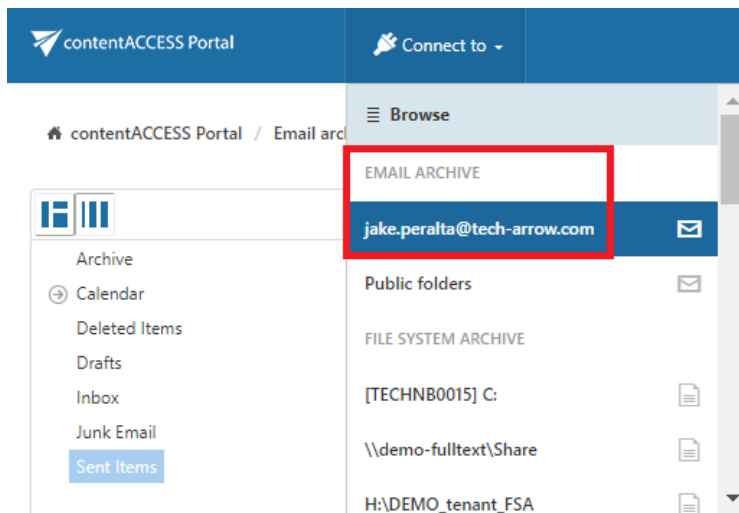 contentACCESS Portal
Connect to
Browse
contentACCESS Portal / Email arc
EMAIL ARCHIVE
jake.peralta@tech-arrow.com
Public folders
FILE SYSTEM ARCHIVE
[TECHNB0015] C:
\\demo-fulltext\Share
H:\DEMO_tenant_FSA
Archive
Calendar
Deleted Items
Drafts
Inbox
Junk Email
Sent Items